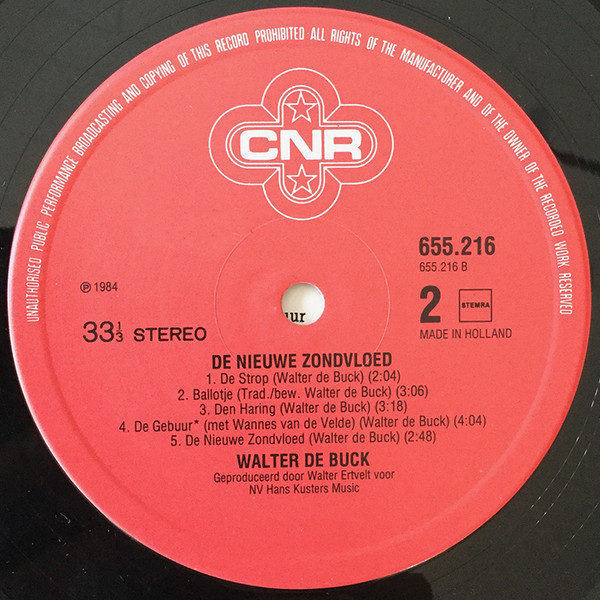 UNAUTHORISED PUBLIC PERFORMANCE BROADCASTING AND COPYING OF THIS RECORD PROHIBITED · ALL RIGHTS OF THE MANUFACTURER AND OF THE OWNER OF THE RECORDED WORK RESERVED
CNR
655.216
655.216 B
℗ 1984
2 STEMRA
33 1/3 STEREO
MADE IN HOLLAND
uur
DE NIEUWE ZONDVLOED
1. De Strop (Walter de Buck) (2:04)
2. Ballotje (Trad./bew. Walter de Buck) (3:06)
3. Den Haring (Walter de Buck) (3:18)
4. De Gebuur* (met Wannes van de Velde) (Walter de Buck) (4:04)
5. De Nieuwe Zondvloed (Walter de Buck) (2:48)
WALTER DE BUCK
Geproduceerd door Walter Ertvelt voor
NV Hans Kusters Music